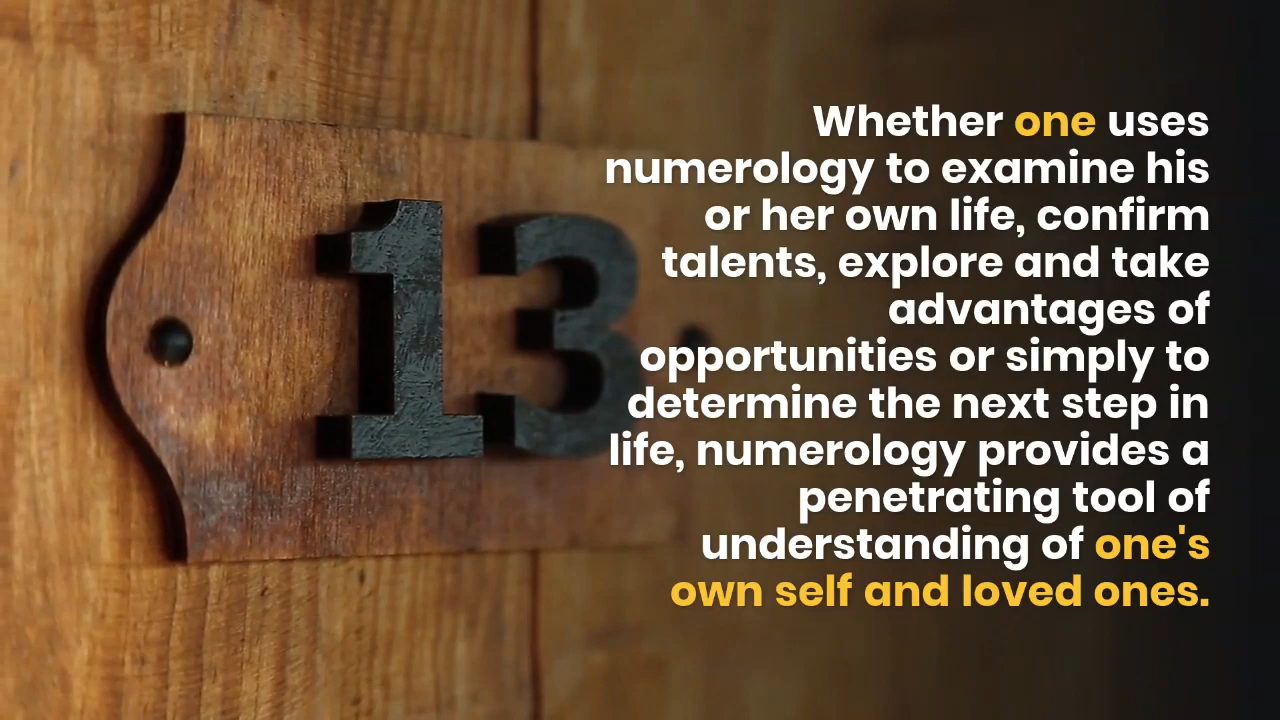 13
Whether one uses
numerology to examine his
or her own life, confirm
talents, explore and take
advantages of
opportunities or simply to
determine the next step in
life, numerology provides a
penetrating tool of
understanding of one's
own self and loved ones.